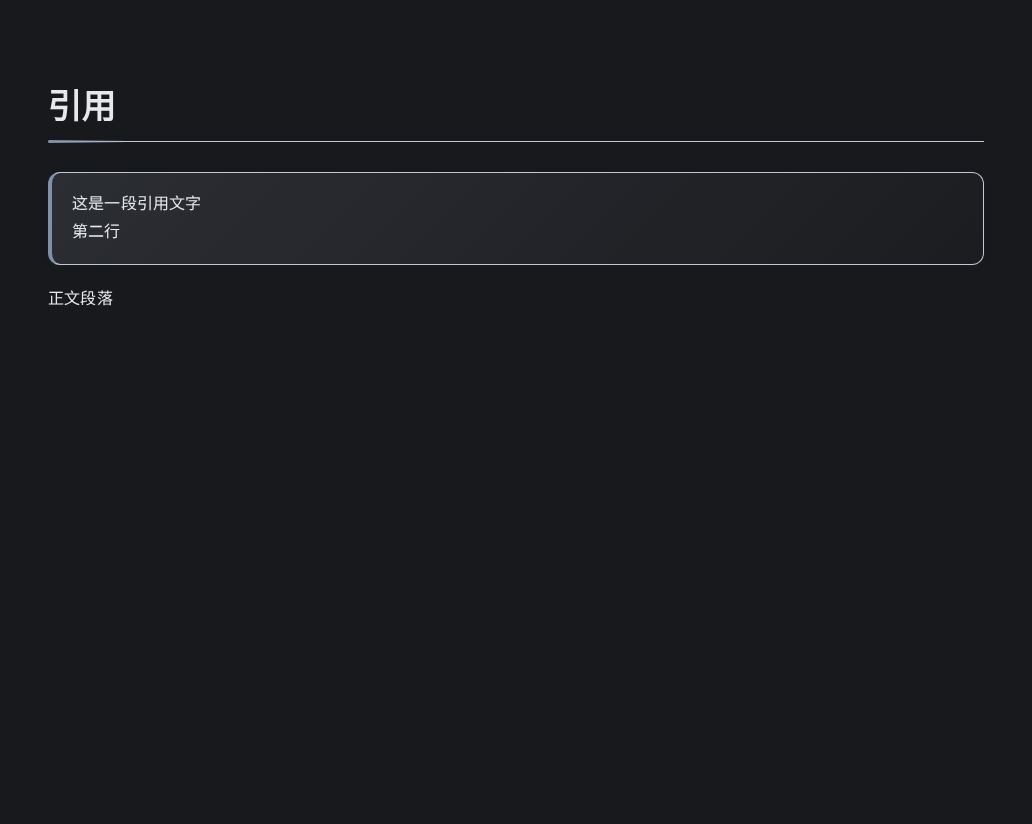 引用
这是一段引用文字
第二行
正文段落